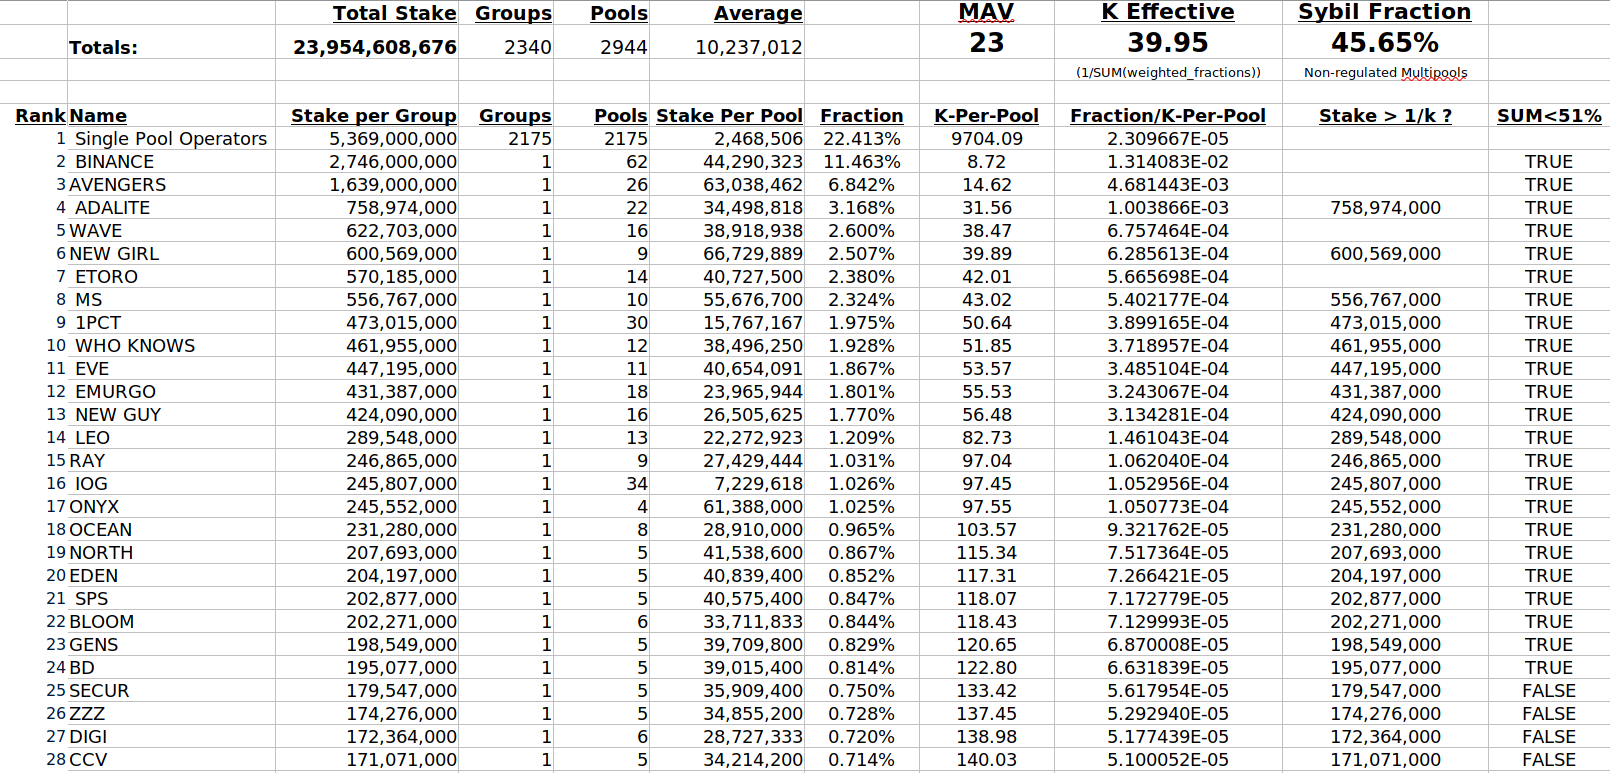 Total Stake Groups Pools Average MAV K Effective Sybil Fraction
Totals: 23,954,608,676 2340 2944 10,237,012 23 39.95 45.65%
(1/SUM(weighted_fractions)) Non-regulated Multipools
Rank Name Stake per Group Groups Pools Stake Per Pool Fraction K-Per-Pool Fraction/K-Per-Pool Stake > 1/k ? SUM<51%
1 Single Pool Operators 5,369,000,000 2175 2175 2,468,506 22.413% 9704.09 2.309667E-05
2 BINANCE 2,746,000,000 1 62 44,290,323 11.463% 8.72 1.314083E-02 TRUE
3 AVENGERS 1,639,000,000 1 26 63,038,462 6.842% 14.62 4.681443E-03 TRUE
4 ADALITE 758,974,000 1 22 34,498,818 3.168% 31.56 1.003866E-03 758,974,000 TRUE
5 WAVE 622,703,000 1 16 38,918,938 2.600% 38.47 6.757464E-04 TRUE
6 NEW GIRL 600,569,000 1 9 66,729,889 2.507% 39.89 6.285613E-04 600,569,000 TRUE
7 ETORO 570,185,000 1 14 40,727,500 2.380% 42.01 5.665698E-04 TRUE
8 MS 556,767,000 1 10 55,676,700 2.324% 43.02 5.402177E-04 556,767,000 TRUE
9 1PCT 473,015,000 1 30 15,767,167 1.975% 50.64 3.899165E-04 473,015,000 TRUE
10 WHO KNOWS 461,955,000 1 12 38,496,250 1.928% 51.85 3.718957E-04 461,955,000 TRUE
11 EVE 447,195,000 1 11 40,654,091 1.867% 53.57 3.485104E-04 447,195,000 TRUE
12 EMURGO 431,387,000 1 18 23,965,944 1.801% 55.53 3.243067E-04 431,387,000 TRUE
13 NEW GUY 424,090,000 1 16 26,505,625 1.770% 56.48 3.134281E-04 424,090,000 TRUE
14 LEO 289,548,000 1 13 22,272,923 1.209% 82.73 1.461043E-04 289,548,000 TRUE
15 RAY 246,865,000 1 9 27,429,444 1.031% 97.04 1.062040E-04 246,865,000 TRUE
16 IOG 245,807,000 1 34 7,229,618 1.026% 97.45 1.052956E-04 245,807,000 TRUE
17 ONYX 245,552,000 1 4 61,388,000 1.025% 97.55 1.050773E-04 245,552,000 TRUE
18 OCEAN 231,280,000 1 8 28,910,000 0.965% 103.57 9.321762E-05 231,280,000 TRUE
19 NORTH 207,693,000 1 5 41,538,600 0.867% 115.34 7.517364E-05 207,693,000 TRUE
20 EDEN 204,197,000 1 5 40,839,400 0.852% 117.31 7.266421E-05 204,197,000 TRUE
21 SPS 202,877,000 1 5 40,575,400 0.847% 118.07 7.172779E-05 202,877,000 TRUE
22 BLOOM 202,271,000 1 6 33,711,833 0.844% 118.43 7.129993E-05 202,271,000 TRUE
23 GENS 198,549,000 1 5 39,709,800 0.829% 120.65 6.870008E-05 198,549,000 TRUE
24 BD 195,077,000 1 5 39,015,400 0.814% 122.80 6.631839E-05 195,077,000 TRUE
25 SECUR 179,547,000 1 5 35,909,400 0.750% 133.42 5.617954E-05 179,547,000 FALSE
26 ZZZ 174,276,000 1 5 34,855,200 0.728% 137.45 5.292940E-05 174,276,000 FALSE
27 DIGI 172,364,000 1 6 28,727,333 0.720% 138.98 5.177439E-05 172,364,000 FALSE
28 CCV 171,071,000 1 5 34,214,200 0.714% 140.03 5.100052E-05 171,071,000 FALSE